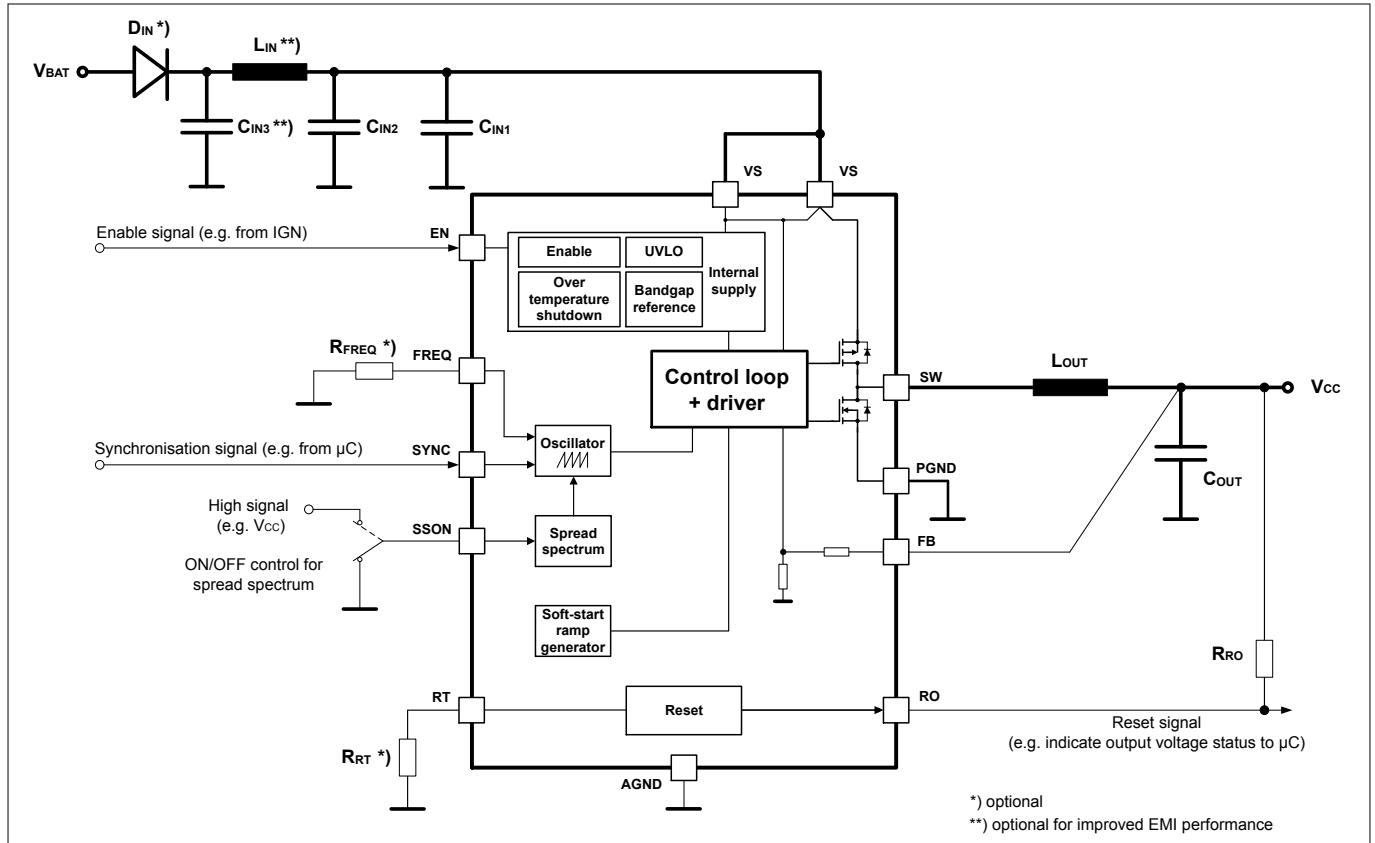 DIN *)
LIN **)
VBAT
CIN3 **)
CIN2
CIN1
VS
VS
Enable signal (e.g. from IGN)
EN
Enable
UVLO
Internal
supply
Over
temperature
shutdown
Bandgap
reference
RFREQ *)
FREQ
Control loop
+ driver
SW
LOUT
VCC
Synchronisation signal (e.g. from µC)
SYNC
Oscillator
PGND
COUT
High signal
(e.g. VCC)
SSON
Spread
spectrum
FB
ON/OFF control for
spread spectrum
Soft-start
ramp
generator
RRO
RT
Reset
RO
Reset signal
(e.g. indicate output voltage status to µC)
RRT *)
AGND
*) optional
**) optional for improved EMI performance